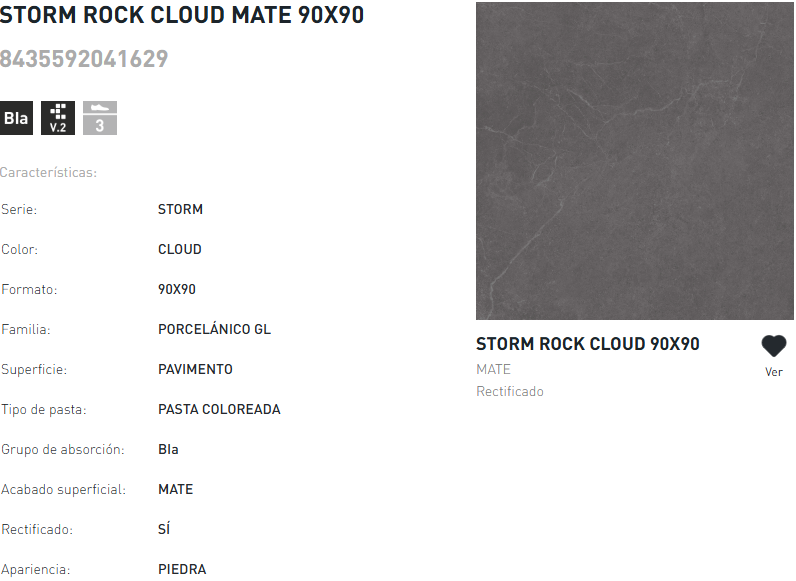 STORM ROCK CLOUD MATE 90X90
8435592041629
BIa V.2 3
Características:
Serie: STORM
Color: CLOUD
Formato: 90X90
Familia: PORCELÁNICO GL
Superficie: PAVIMENTO
Tipo de pasta: PASTA COLOREADA
Grupo de absorción: BIa
Acabado superficial: MATE
Rectificado: SÍ
Apariencia: PIEDRA
STORM ROCK CLOUD 90X90
MATE
Rectificado
Ver